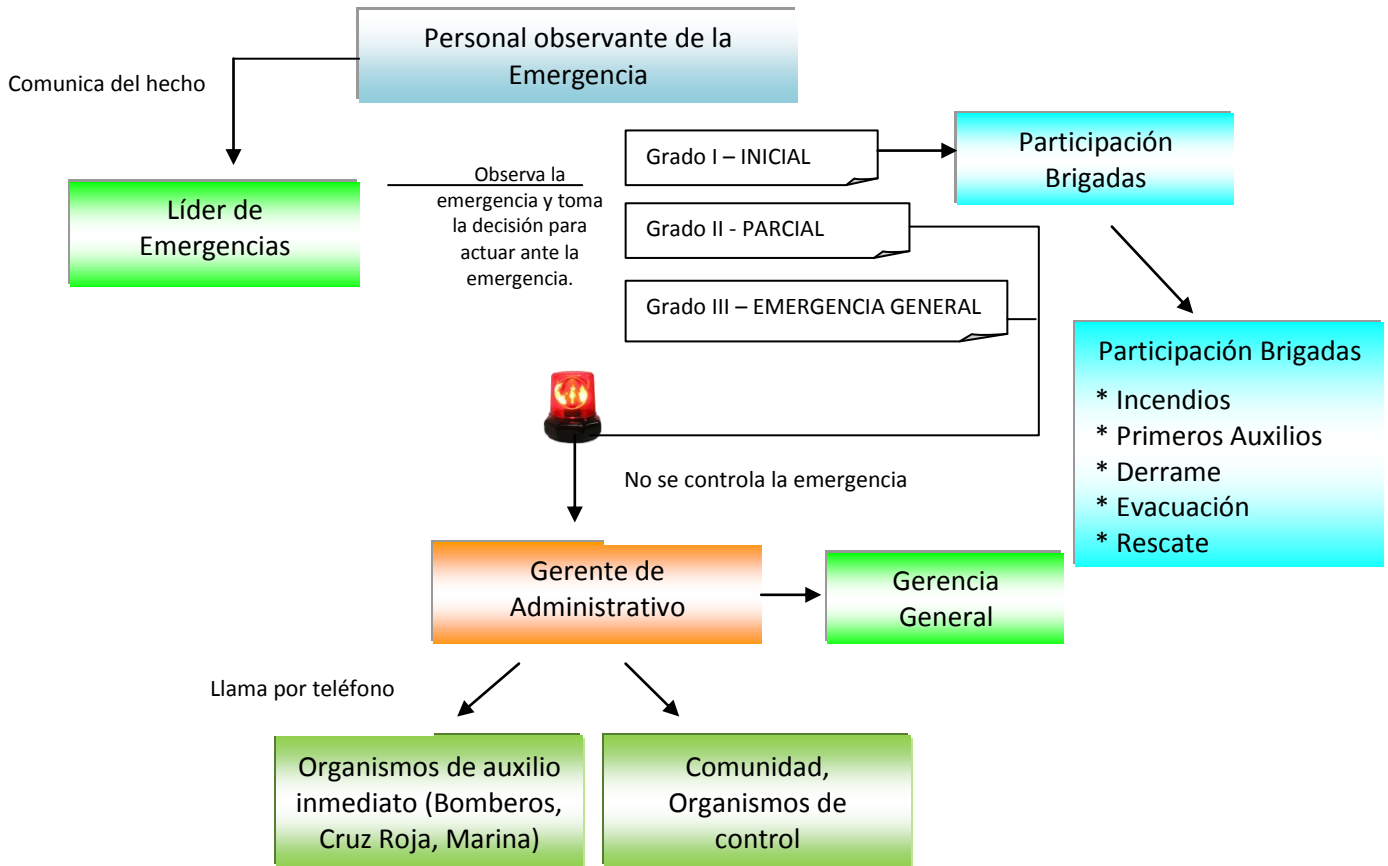 Personal observante de la
Emergencia
Comunica del hecho
Líder de
Emergencias
Observa la
emergencia y toma
la decisión para
actuar ante la
emergencia.
Grado I – INICIAL
Grado II - PARCIAL
Grado III – EMERGENCIA GENERAL
Participación
Brigadas
Participación Brigadas
* Incendios
* Primeros Auxilios
* Derrame
* Evacuación
* Rescate
No se controla la emergencia
Gerente de
Administrativo
Gerencia
General
Llama por teléfono
Organismos de auxilio
inmediato (Bomberos,
Cruz Roja, Marina)
Comunidad,
Organismos de
control